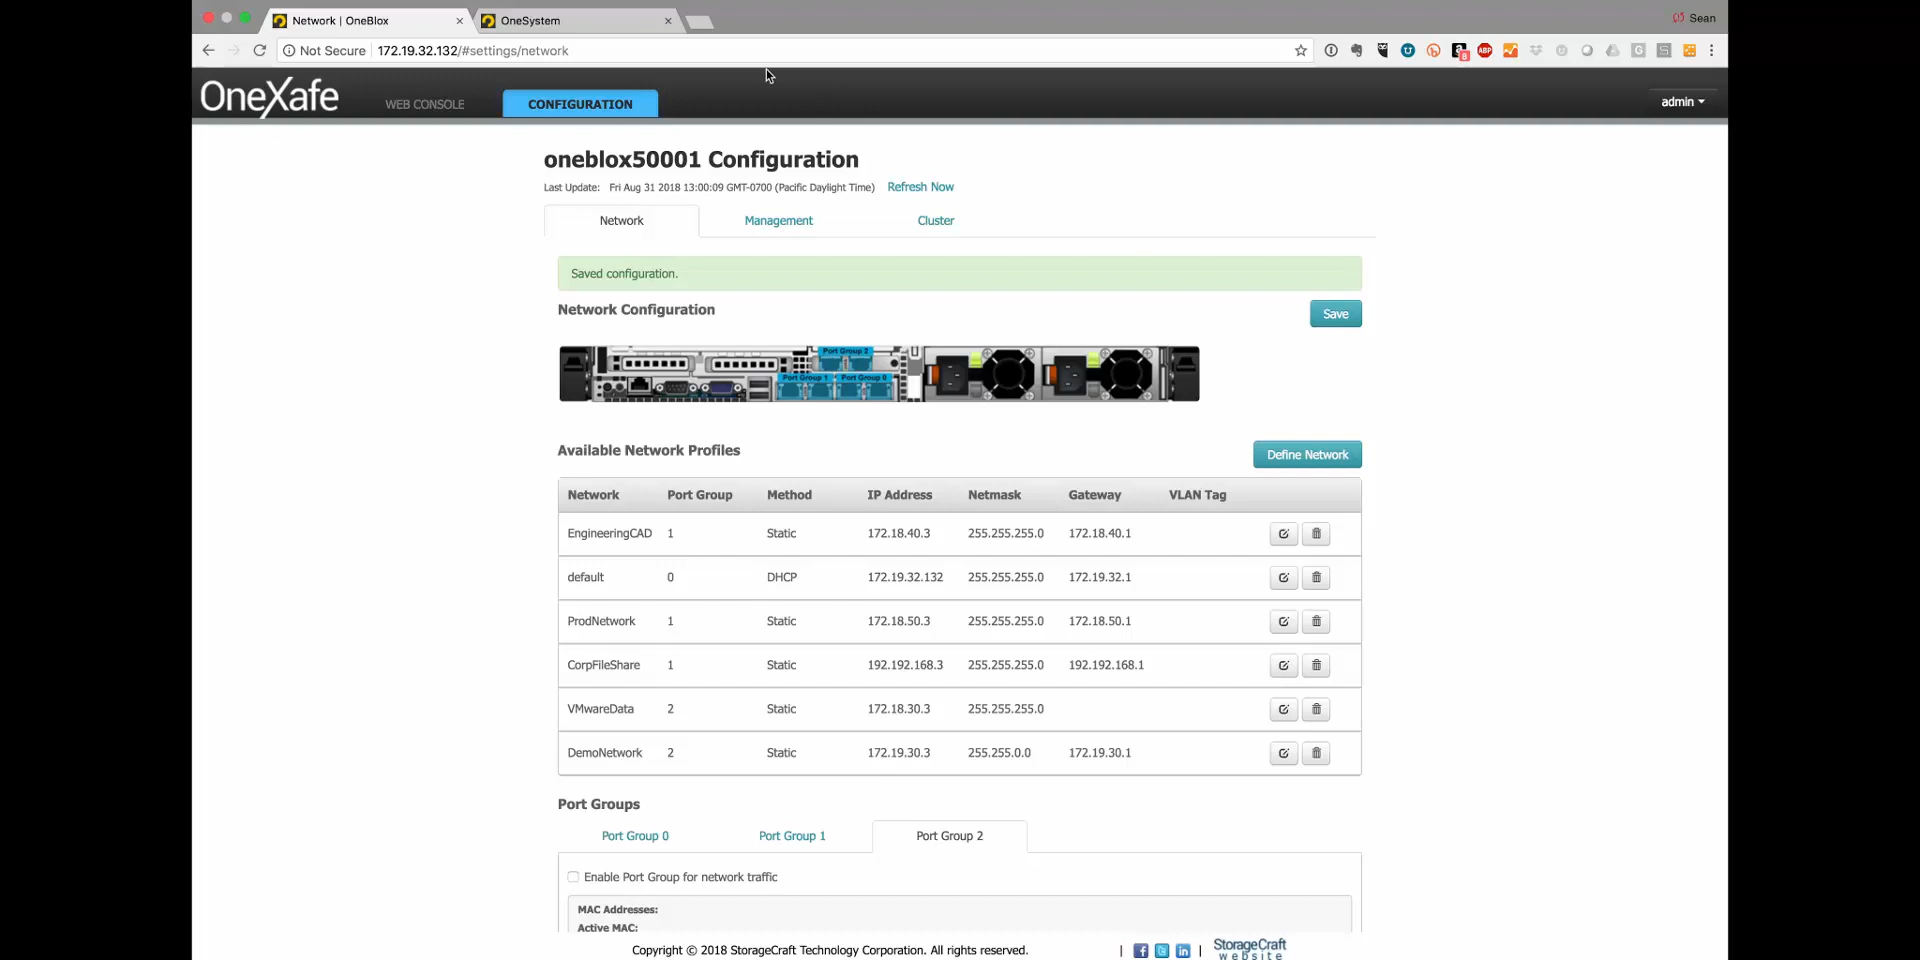 Network | OneBlox
OneSystem
Sean
Not Secure 172.19.32.132/#settings/network
OneXafe
WEB CONSOLE
CONFIGURATION
admin
oneblox50001 Configuration
Last Update: Fri Aug 31 2018 13:00:09 GMT-0700 (Pacific Daylight Time) Refresh Now
Network Management Cluster
Saved configuration.
Network Configuration
Save
Port Group 2
Port Group 1 Port Group 0
Available Network Profiles
Define Network
Network Port Group Method IP Address Netmask Gateway VLAN Tag
EngineeringCAD 1 Static 172.18.40.3 255.255.255.0 172.18.40.1
default 0 DHCP 172.19.32.132 255.255.255.0 172.19.32.1
ProdNetwork 1 Static 172.18.50.3 255.255.255.0 172.18.50.1
CorpFileShare 1 Static 192.192.168.3 255.255.255.0 192.192.168.1
VMwareData 2 Static 172.18.30.3 255.255.255.0
DemoNetwork 2 Static 172.19.30.3 255.255.0.0 172.19.30.1
Port Groups
Port Group 0 Port Group 1 Port Group 2
Enable Port Group for network traffic
MAC Addresses:
Active MAC:
Copyright © 2018 StorageCraft Technology Corporation. All rights reserved.
StorageCraft
website